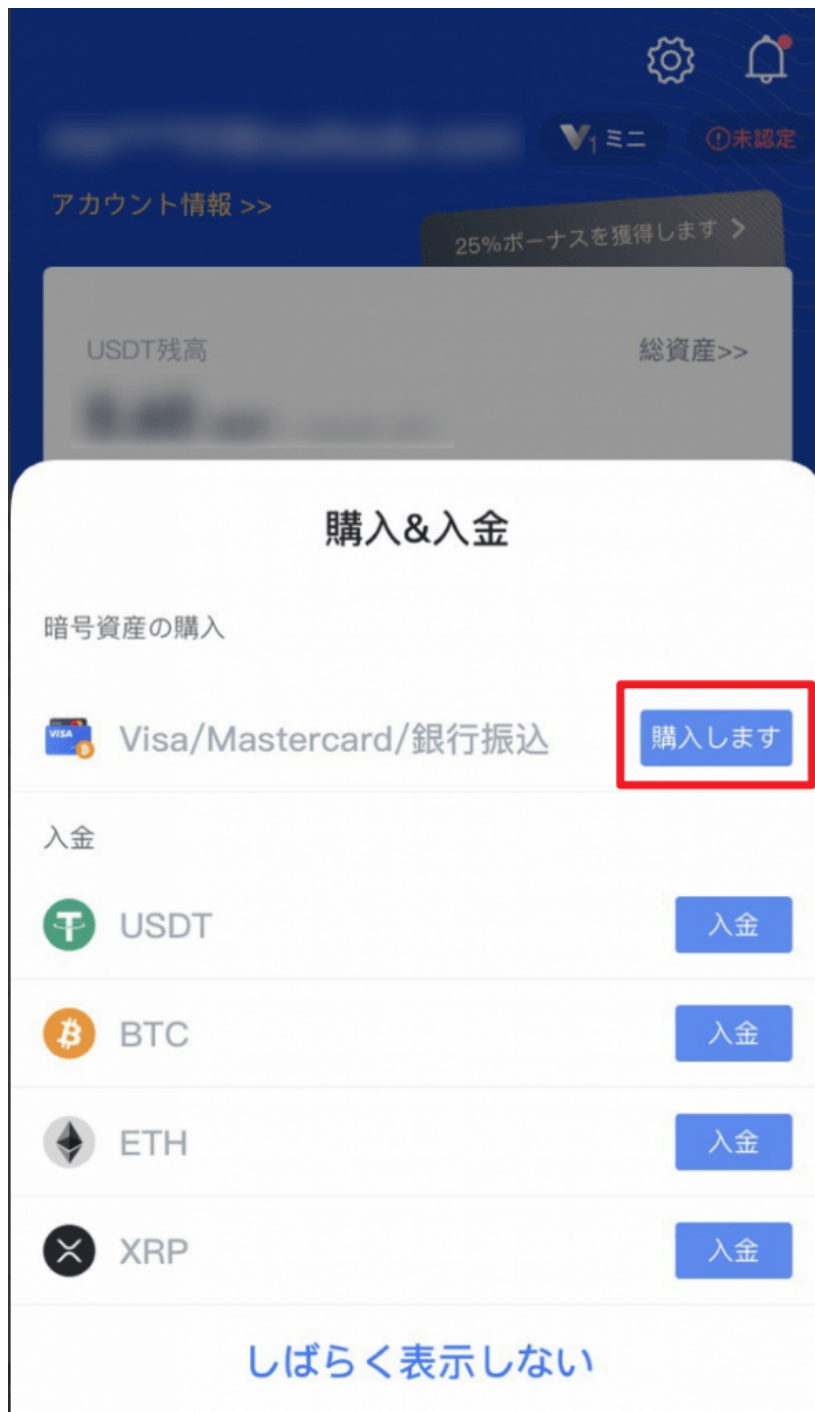 V1 ミニ
未認定
アカウント情報 >>
25%ボーナスを獲得します
USDT残高
総資産>>
購入&入金
暗号資産の購入
VISA
Visa/Mastercard/銀行振込
購入します
入金
USDT
入金
BTC
入金
ETH
入金
XRP
入金
しばらく表示しない